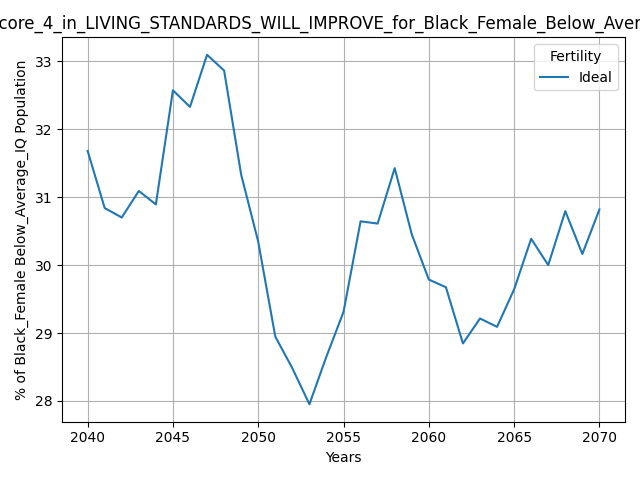 core_4_in_LIVING_STANDARDS_WILL_IMPROVE_for_Black_Female_Below_Aver
Fertility
Ideal
% of Black_Female Below_Average_IQ Population
33
32
31
30
29
28
2040 2045 2050 2055 2060 2065 2070
Years